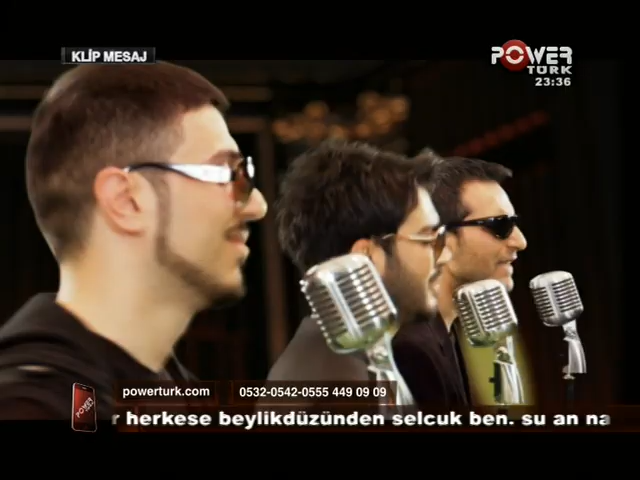 KLİP MESAJ
POWER
TÜRK
23:36
powerturk.com
0532-0542-0555 449 09 09
POWER
r herkese beylikdüzünden selcuk ben. su an na